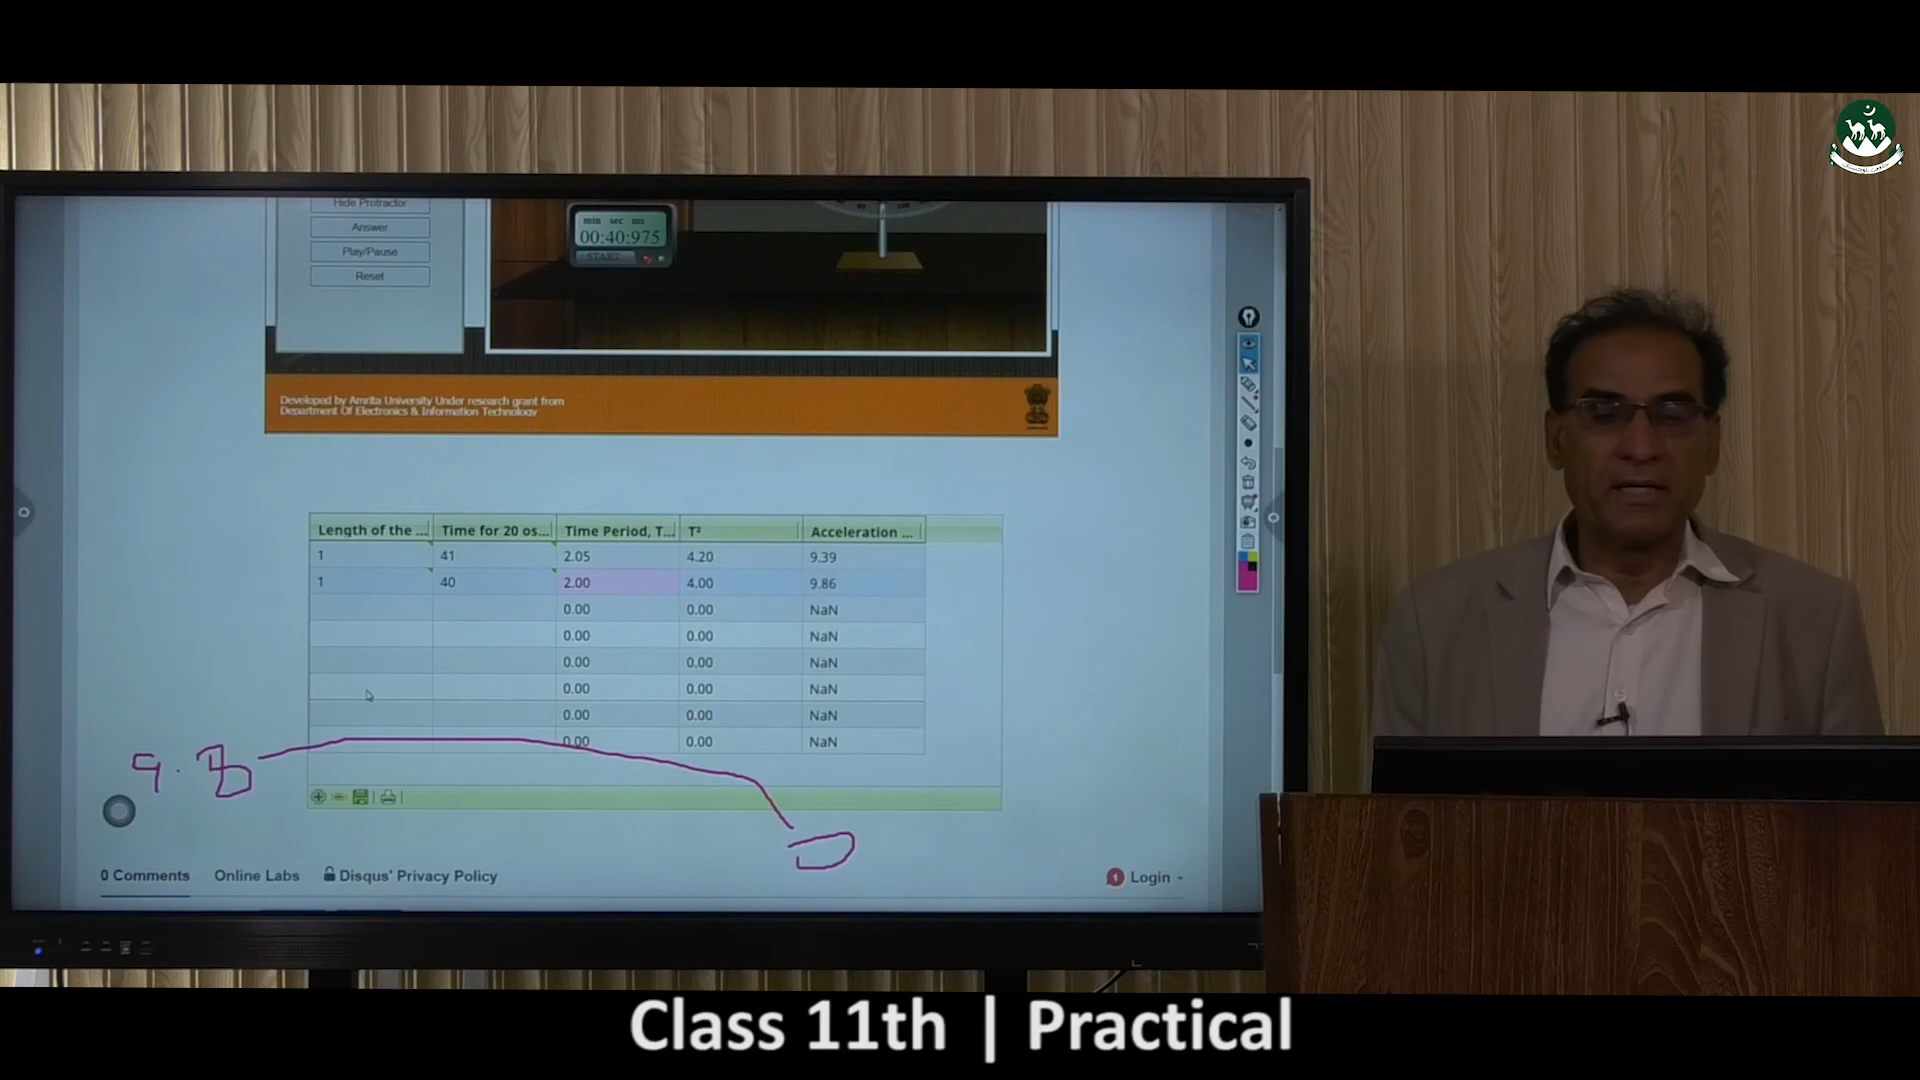 Hide Protractor
Answer
Play/Pause
Reset
min sec ms
00:40:975
START
Developed by Amrita University Under research grant from
Department Of Electronics & Information Technology
Length of the ... Time for 20 os... Time Period, T... T² Acceleration ...
1 41 2.05 4.20 9.39
1 40 2.00 4.00 9.86
0.00 0.00 NaN
0.00 0.00 NaN
0.00 0.00 NaN
0.00 0.00 NaN
0.00 0.00 NaN
0.00 0.00 NaN
0 Comments Online Labs Disqus' Privacy Policy 1 Login
Class 11th | Practical